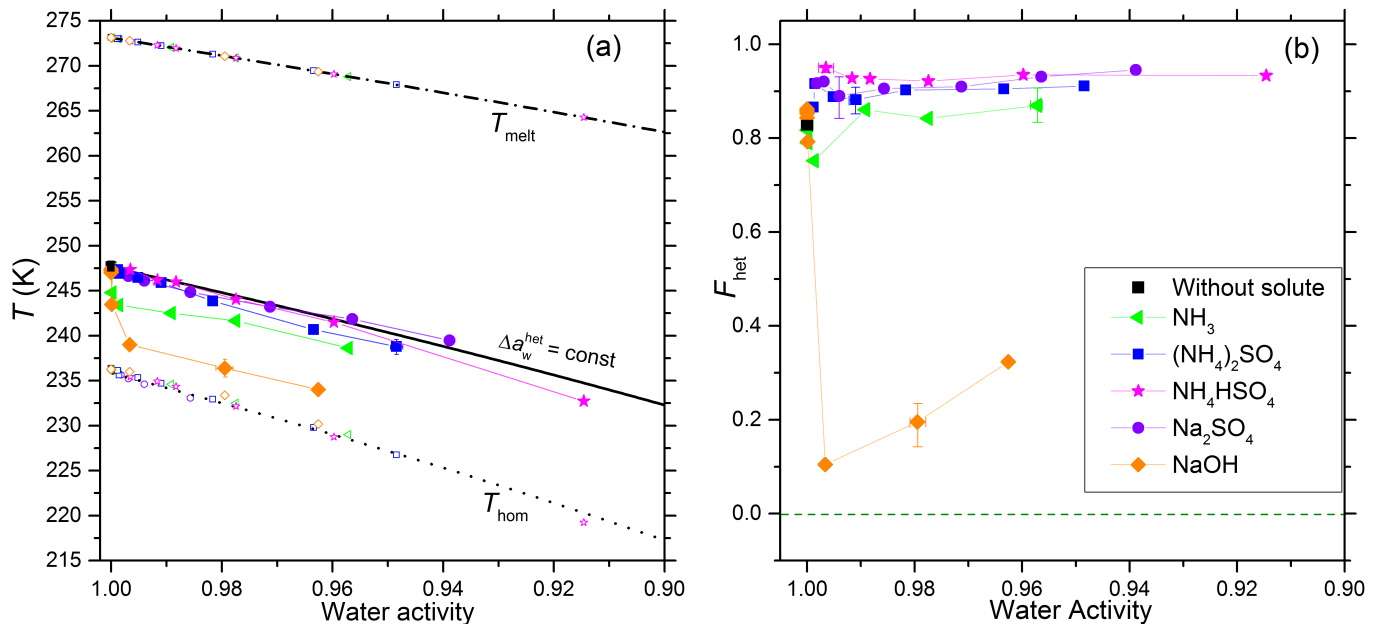 (a)
T (K)
275
270
265
260
255
250
245
240
235
230
225
220
215
T_melt
Δa_w^het = const
T_hom
1.00 0.98 0.96 0.94 0.92 0.90
Water activity
(b)
F_het
1.0
0.8
0.6
0.4
0.2
0.0
Without solute
NH₃
(NH₄)₂SO₄
NH₄HSO₄
Na₂SO₄
NaOH
1.00 0.98 0.96 0.94 0.92 0.90
Water Activity